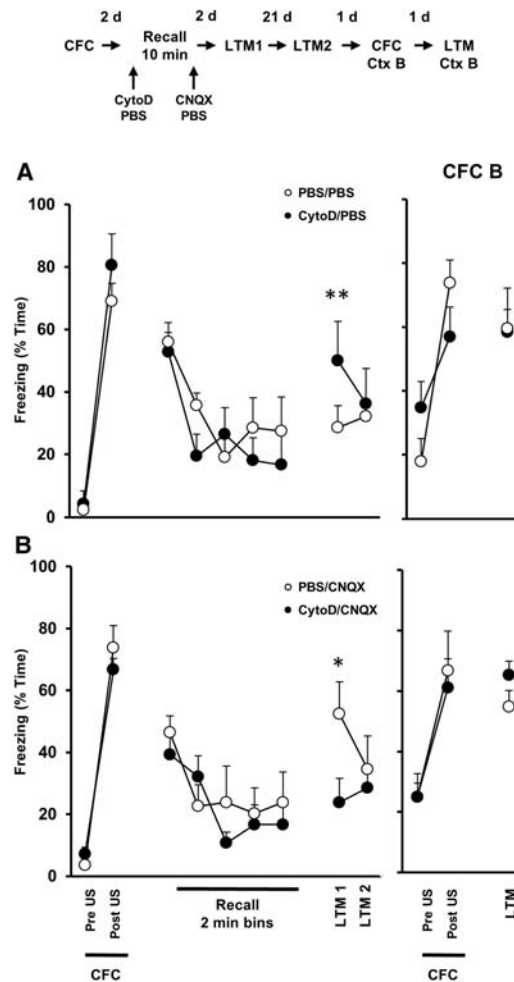 2 d 2 d 21 d 1 d 1 d
CFC Recall 10 min LTM1 LTM2 CFC Ctx B LTM Ctx B
CytoD PBS CNQX PBS
A
CFC B
PBS/PBS
CytoD/PBS
**
Freezing (% Time)
100
80
60
40
20
0
B
PBS/CNQX
CytoD/CNQX
*
Freezing (% Time)
100
80
60
40
20
0
Pre US
Post US
CFC
Recall
2 min bins
LTM 1
LTM 2
Pre US
Post US
CFC
LTM